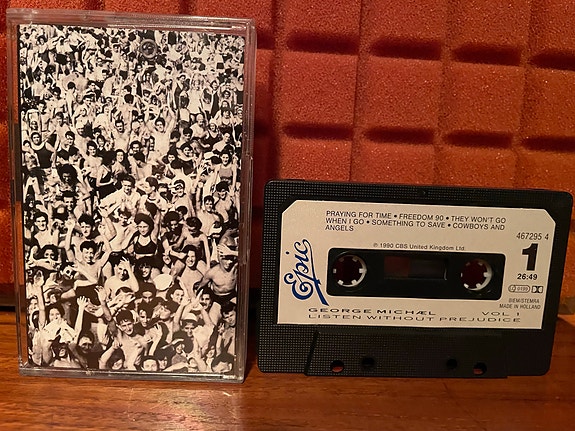 PRAYING FOR TIME • FREEDOM 90 • THEY WON'T GO
WHEN I GO • SOMETHING TO SAVE • COWBOYS AND
ANGELS
467295 4
℗ 1990 CBS United Kingdom Ltd.
1
26:49
Epic
BIEM/STEMRA
MADE IN HOLLAND
GEORGE MICHÆL VOL. 1
LISTEN WITHOUT PREJUDICE